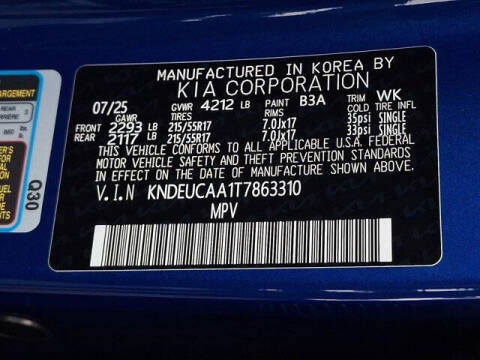 MANUFACTURED IN KOREA BY
KIA CORPORATION
07/25 GVWR 4212 LB PAINT B3A TRIM WK
GAWR TIRES RIMS COLD TIRE INFL
FRONT 2293 LB 215/55R17 7.0JX17 35psi SINGLE
REAR 2117 LB 215/55R17 7.0JX17 33psi SINGLE
THIS VEHICLE CONFORMS TO ALL APPLICABLE U.S.A. FEDERAL
MOTOR VEHICLE SAFETY AND THEFT PREVENTION STANDARDS
IN EFFECT ON THE DATE OF MANUFACTURE SHOWN ABOVE.
V.I.N KNDEUCAA1T7863310
MPV
ARGEMENT
REAR
Q30